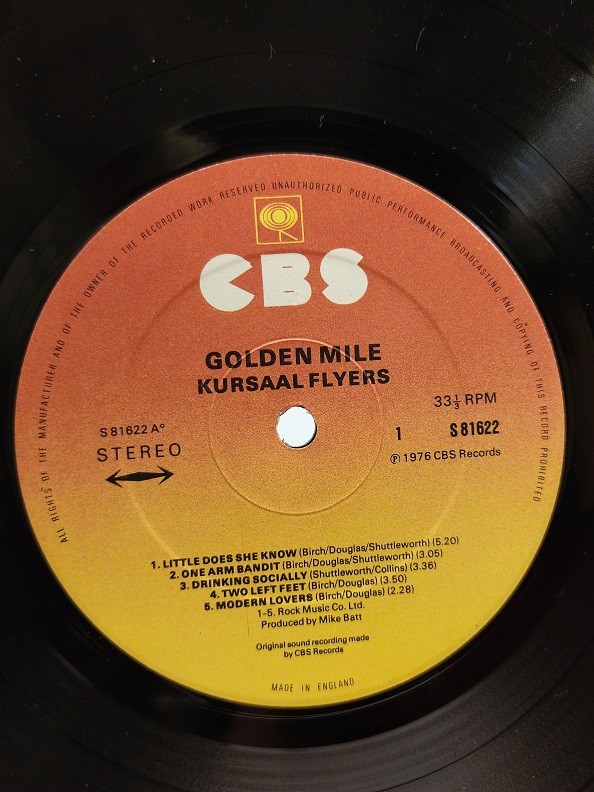 ALL RIGHTS OF THE MANUFACTURER AND OF THE OWNER OF THE RECORDED WORK RESERVED UNAUTHORIZED PUBLIC PERFORMANCE BROADCASTING AND COPYING OF THIS RECORD PROHIBITED
CBS
GOLDEN MILE
KURSAAL FLYERS
33⅓ RPM
S 81622 A°
STEREO
1 S 81622
℗ 1976 CBS Records
1. LITTLE DOES SHE KNOW (Birch/Douglas/Shuttleworth) (5.20)
2. ONE ARM BANDIT (Birch/Douglas/Shuttleworth) (3.05)
3. DRINKING SOCIALLY (Shuttleworth/Collins) (3.36)
4. TWO LEFT FEET (Birch/Douglas) (3.50)
5. MODERN LOVERS (Birch/Douglas) (2.28)
1-5. Rock Music Co. Ltd.
Produced by Mike Batt
Original sound recording made
by CBS Records
MADE IN ENGLAND